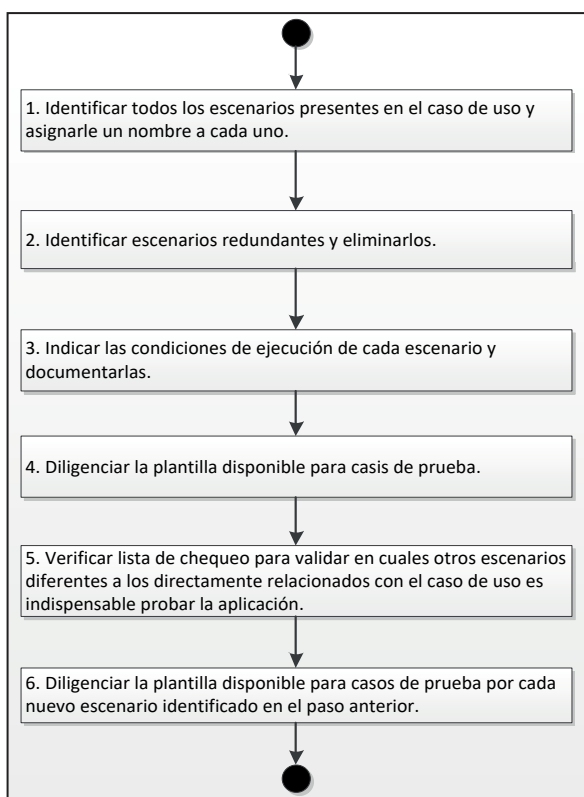 1. Identificar todos los escenarios presentes en el caso de uso y
asignarle un nombre a cada uno.
2. Identificar escenarios redundantes y eliminarlos.
3. Indicar las condiciones de ejecución de cada escenario y
documentarlas.
4. Diligenciar la plantilla disponible para casis de prueba.
5. Verificar lista de chequeo para validar en cuales otros escenarios
diferentes a los directamente relacionados con el caso de uso es
indispensable probar la aplicación.
6. Diligenciar la plantilla disponible para casos de prueba por cada
nuevo escenario identificado en el paso anterior.